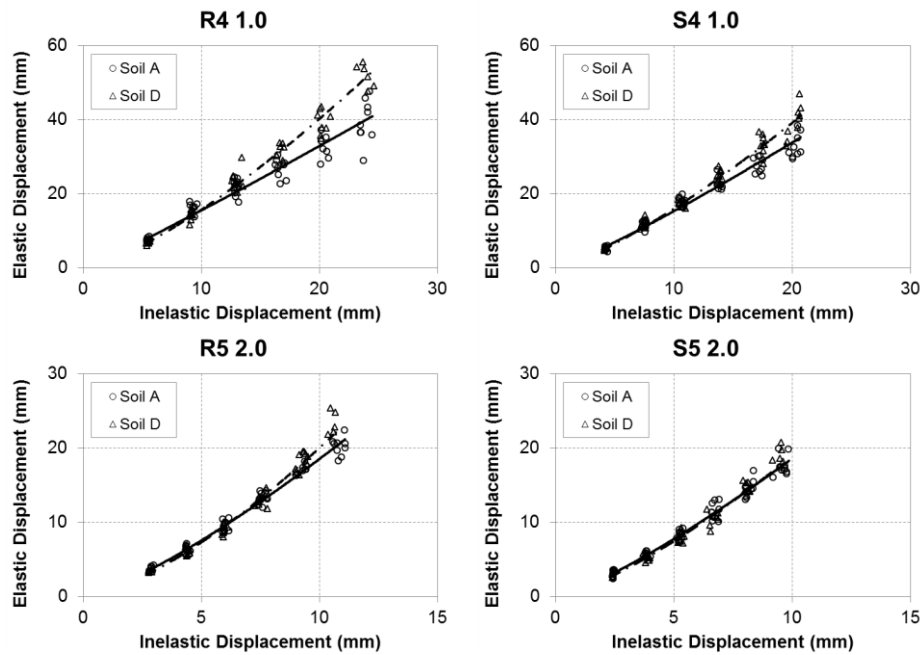 R4 1.0
Elastic Displacement (mm)
60
40
20
0
Soil A
Soil D
0 10 20 30
Inelastic Displacement (mm)
S4 1.0
Elastic Displacement (mm)
60
40
20
0
Soil A
Soil D
0 10 20 30
Inelastic Displacement (mm)
R5 2.0
Elastic Displacement (mm)
30
20
10
0
Soil A
Soil D
0 5 10 15
Inelastic Displacement (mm)
S5 2.0
Elastic Displacement (mm)
30
20
10
0
Soil A
Soil D
0 5 10 15
Inelastic Displacement (mm)